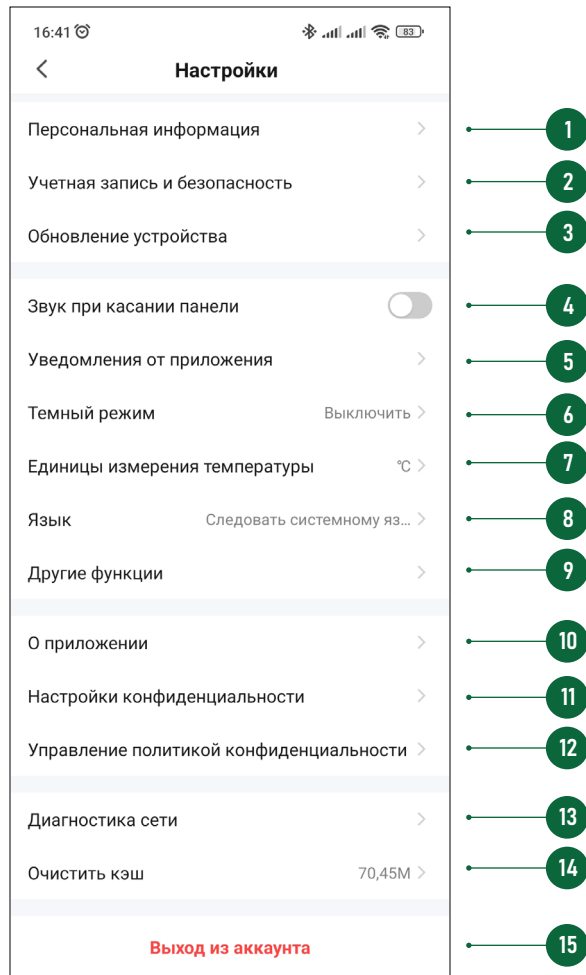 16:41 83
Настройки
Персональная информация 1
Учетная запись и безопасность 2
Обновление устройства 3
Звук при касании панели 4
Уведомления от приложения 5
Темный режим Выключить 6
Единицы измерения температуры °C 7
Язык Следовать системному яз... 8
Другие функции 9
О приложении 10
Настройки конфиденциальности 11
Управление политикой конфиденциальности 12
Диагностика сети 13
Очистить кэш 70,45M 14
Выход из аккаунта 15